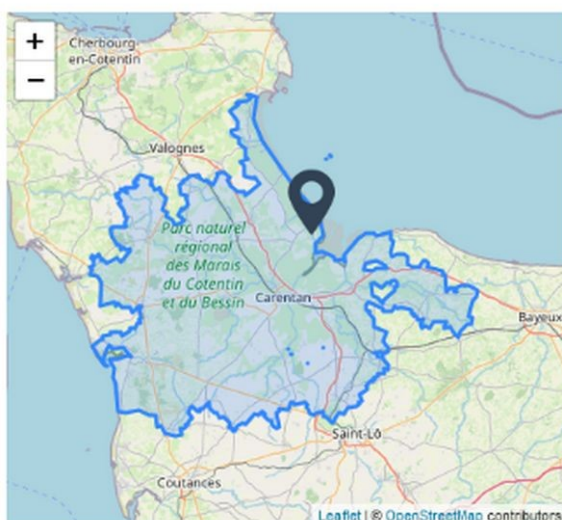 +
Cherbourg-
en-Cotentin
−
Valognes
Parc naturel
régional
des Marais
du Cotentin
et du Bessin
Carentan
Bayeux
Saint-Lô
Coutances
Leaflet | © OpenStreetMap contributors